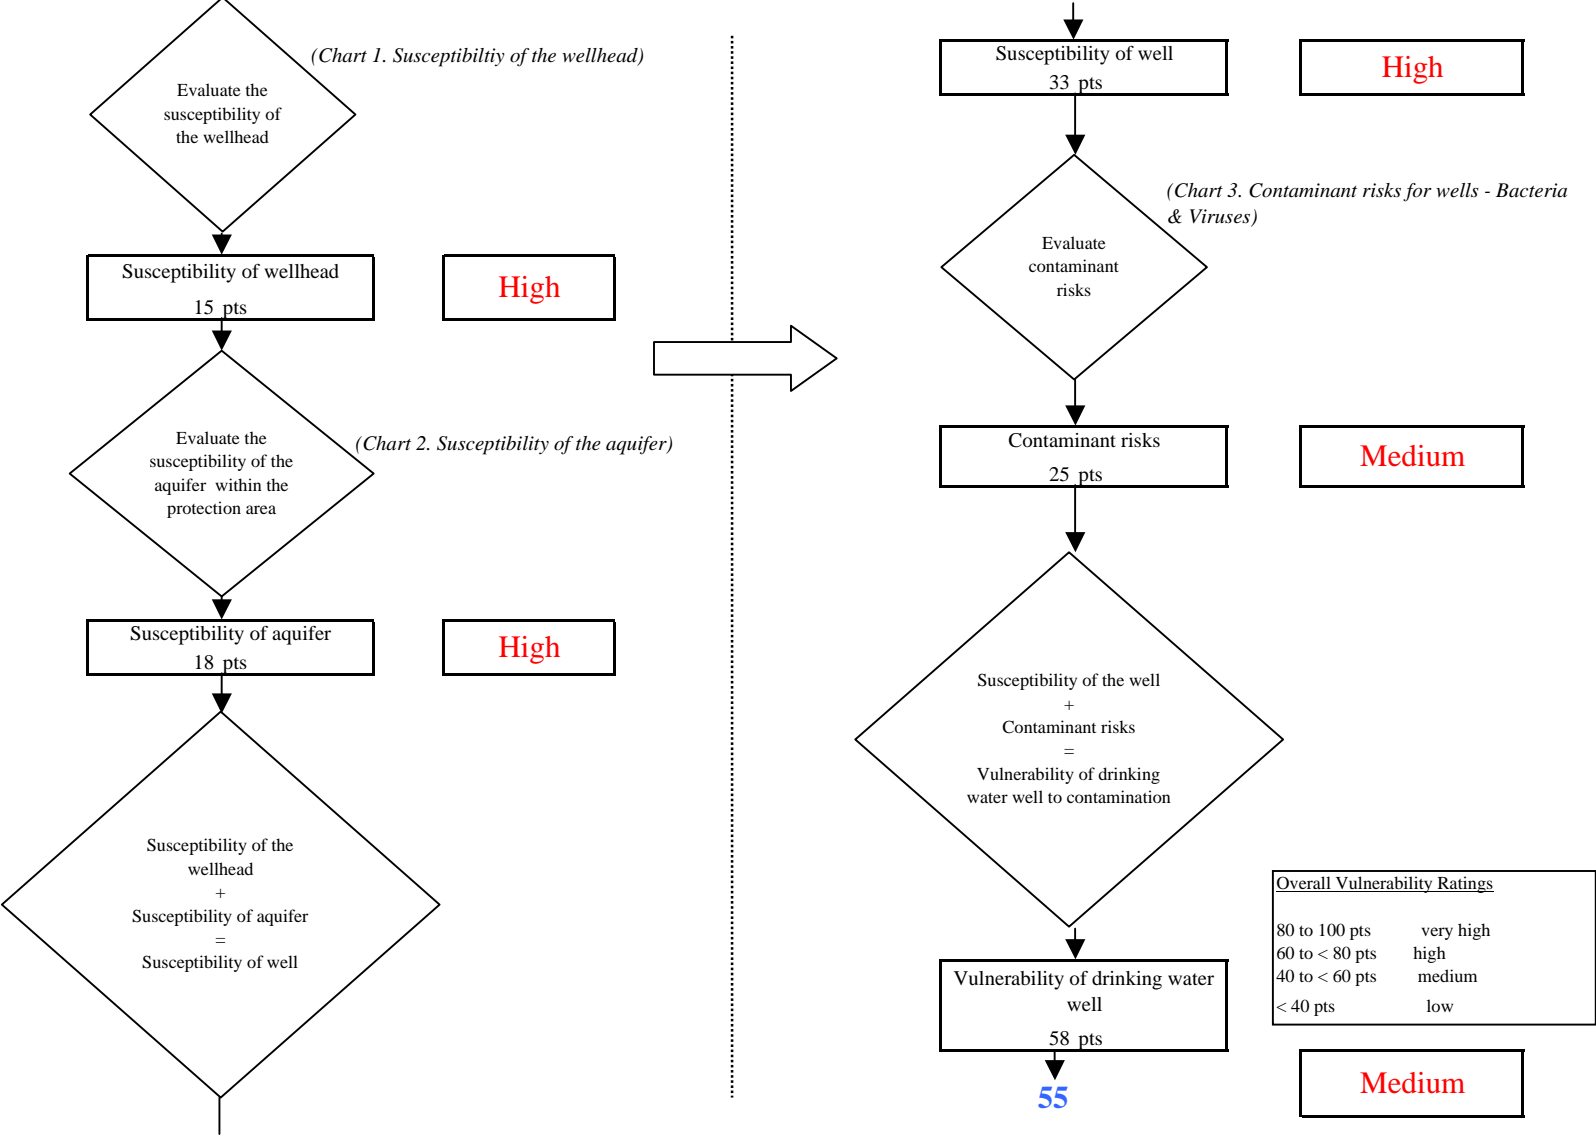 (Chart 1. Susceptibiltiy of the wellhead)
Evaluate the
susceptibility of
the wellhead
Susceptibility of wellhead
15 pts
High
(Chart 2. Susceptibility of the aquifer)
Evaluate the
susceptibility of the
aquifer within the
protection area
Susceptibility of aquifer
18 pts
High
Susceptibility of the
wellhead
+
Susceptibility of aquifer
=
Susceptibility of well
Susceptibility of well
33 pts
High
(Chart 3. Contaminant risks for wells - Bacteria
& Viruses)
Evaluate
contaminant
risks
Contaminant risks
25 pts
Medium
Susceptibility of the well
+
Contaminant risks
=
Vulnerability of drinking
water well to contamination
Overall Vulnerability Ratings
80 to 100 pts very high
60 to < 80 pts high
40 to < 60 pts medium
< 40 pts low
Vulnerability of drinking water
well
58 pts
55
Medium